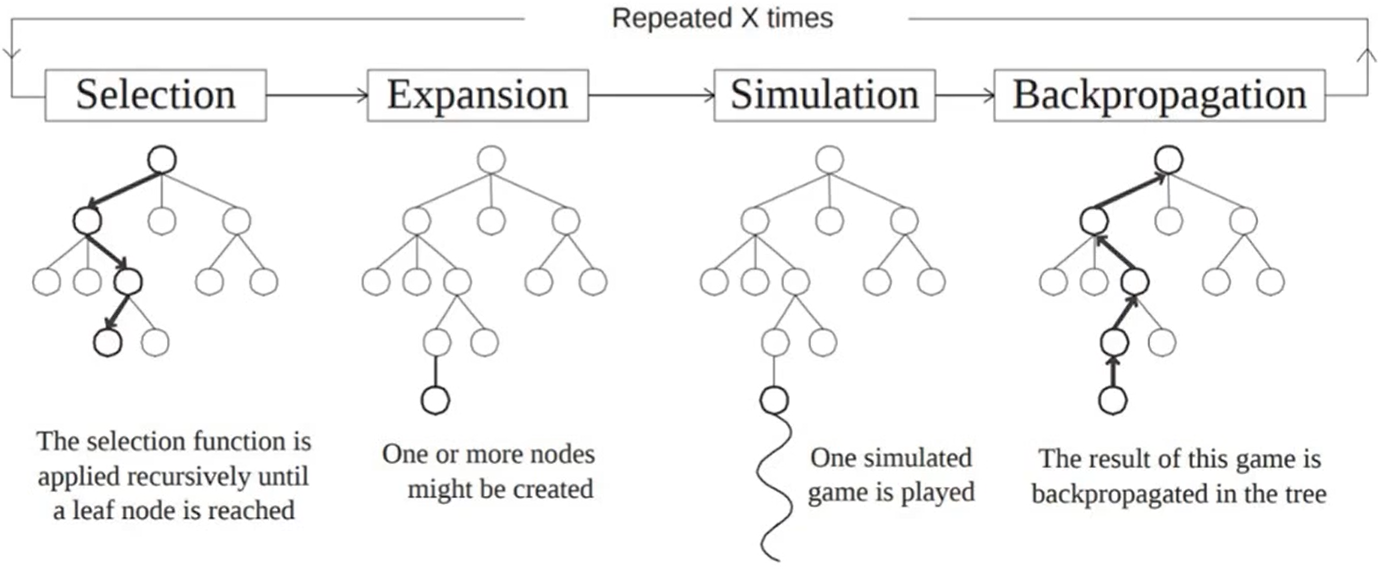 Repeated X times
Selection
Expansion
Simulation
Backpropagation
The selection function is
applied recursively until
a leaf node is reached
One or more nodes
might be created
One simulated
game is played
The result of this game is
backpropagated in the tree